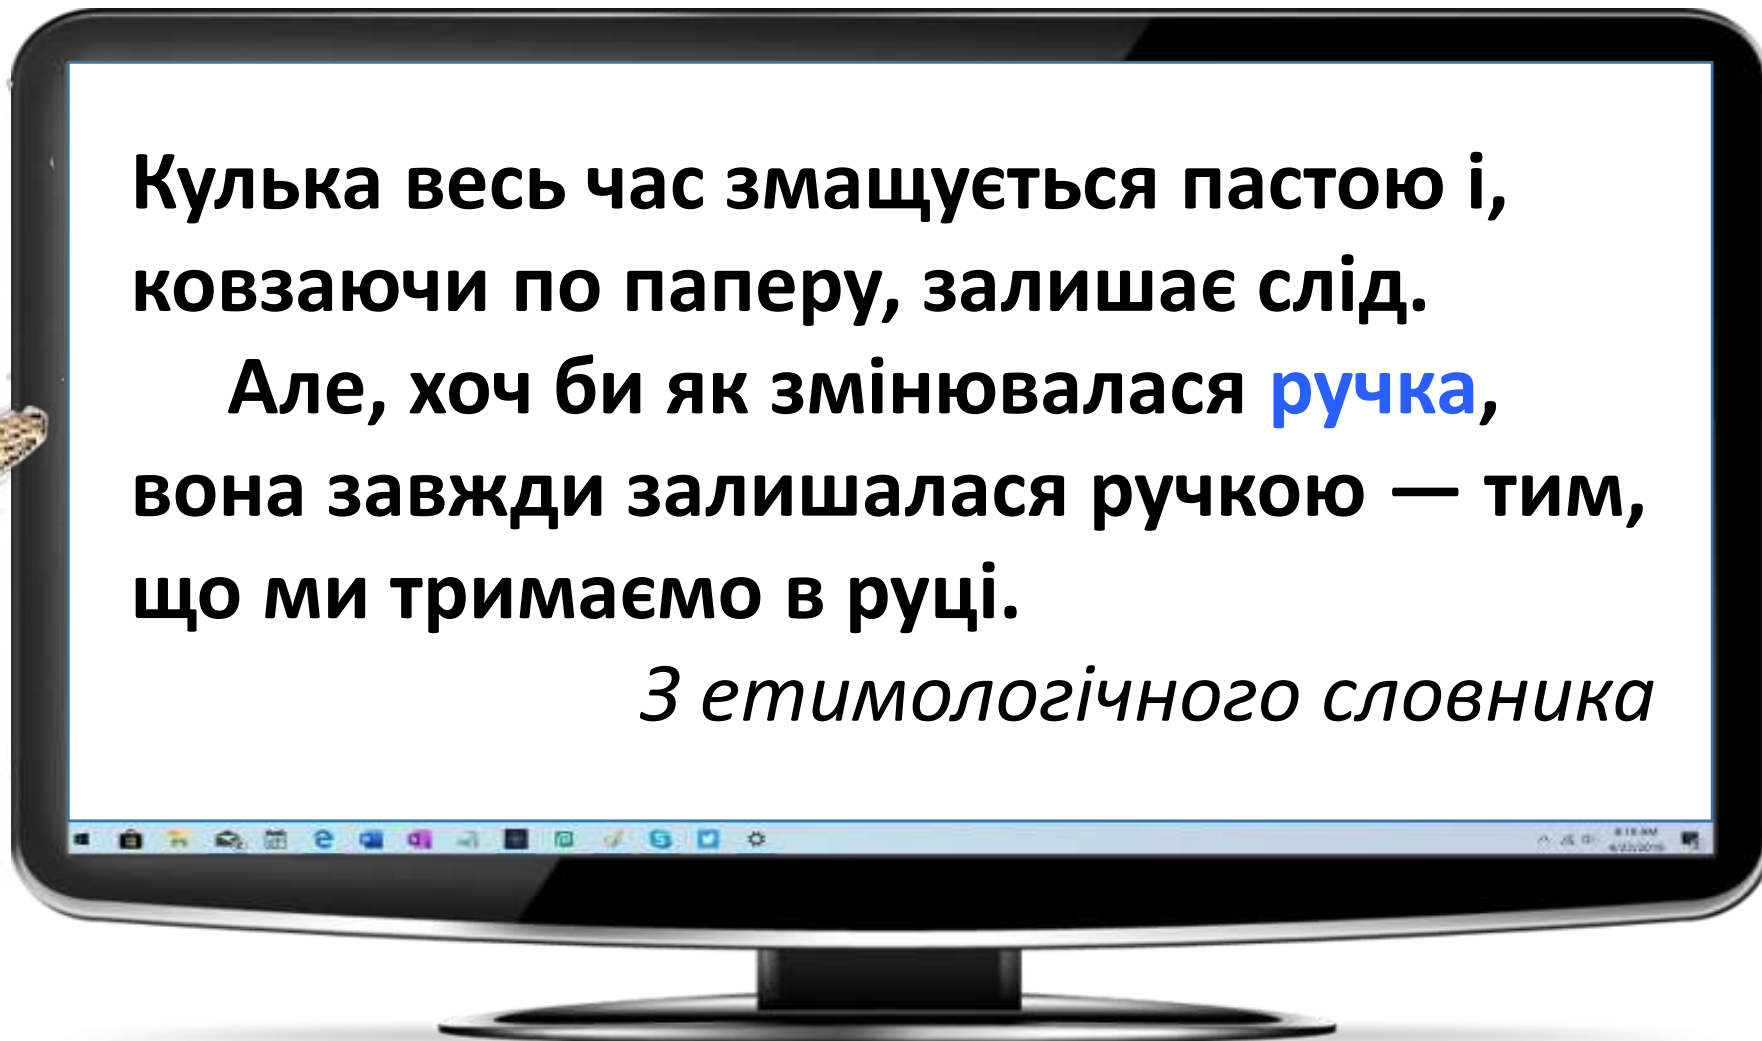 Кулька весь час змащується пастою і,
ковзаючи по паперу, залишає слід.
Але, хоч би як змінювалася ручка,
вона завжди залишалася ручкою — тим,
що ми тримаємо в руці.
З етимологічного словника